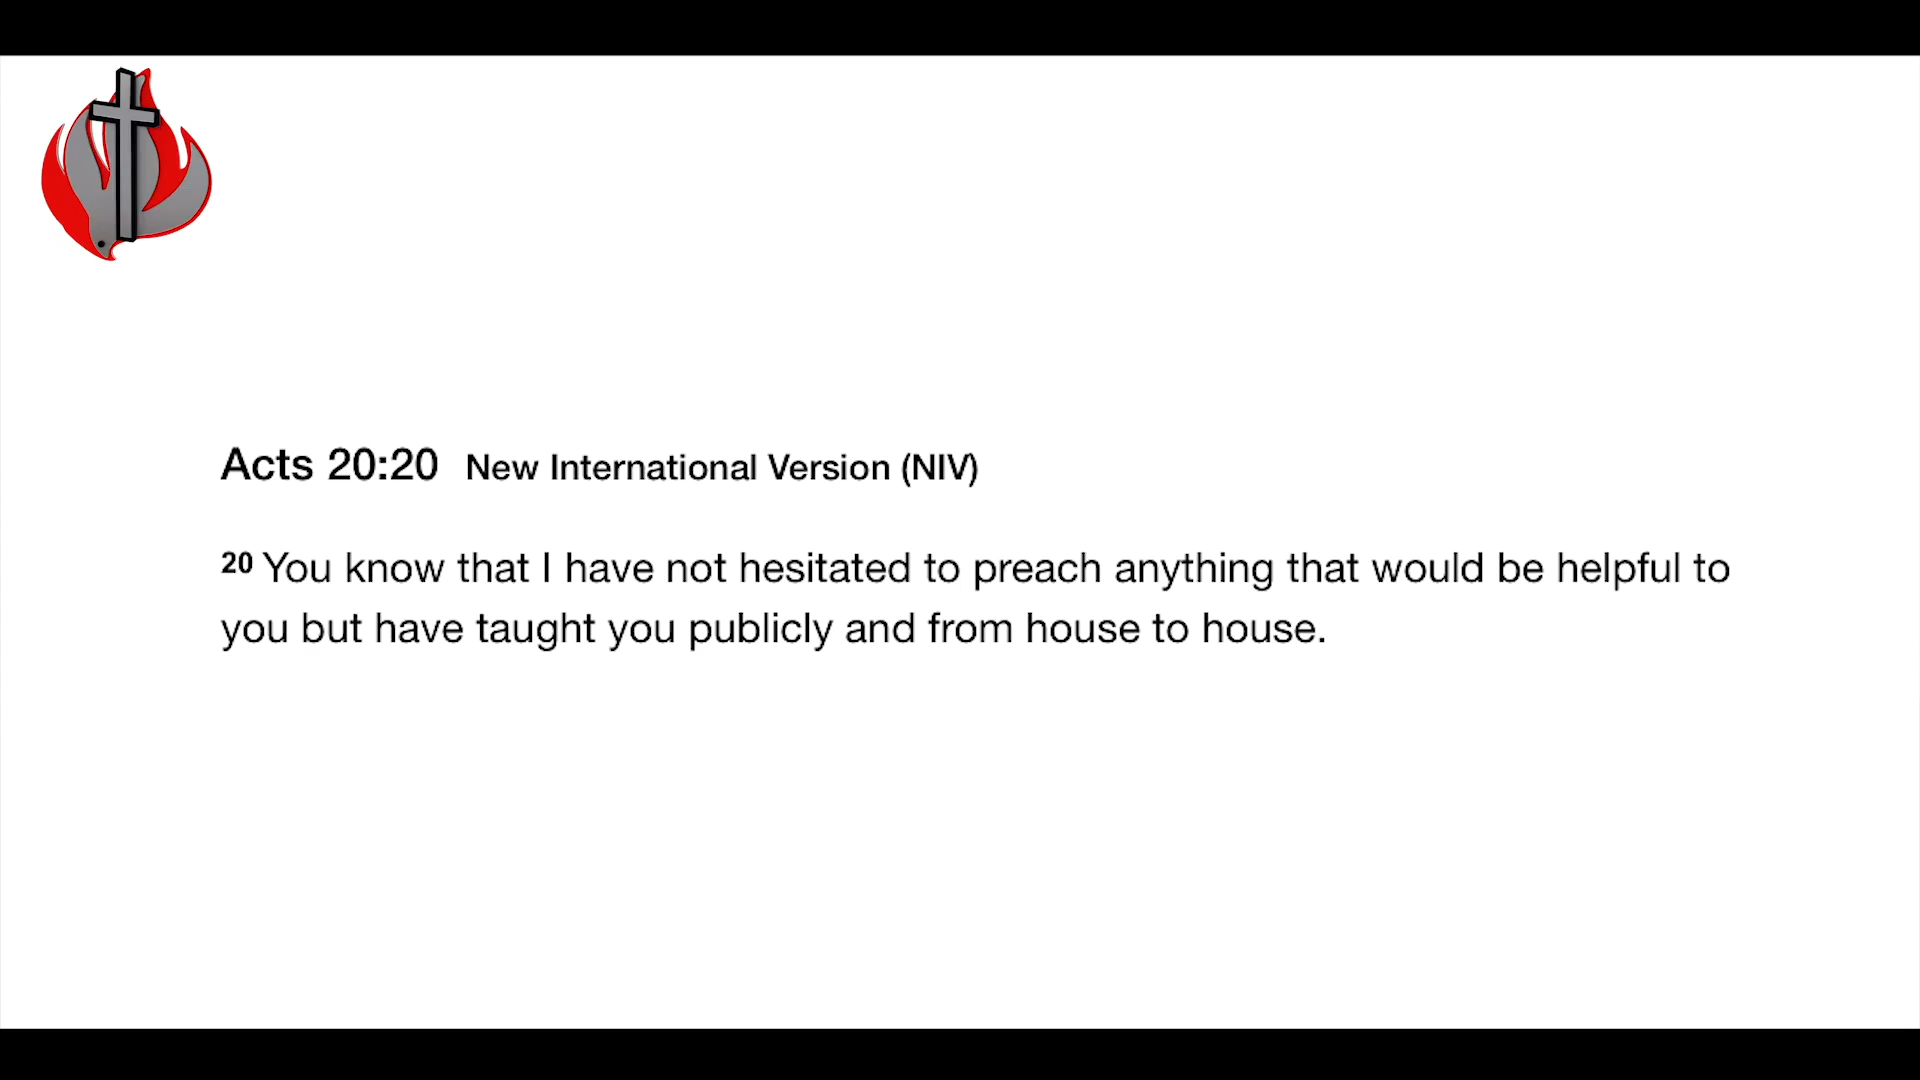 Acts 20:20 New International Version (NIV)
20 You know that I have not hesitated to preach anything that would be helpful to
you but have taught you publicly and from house to house.